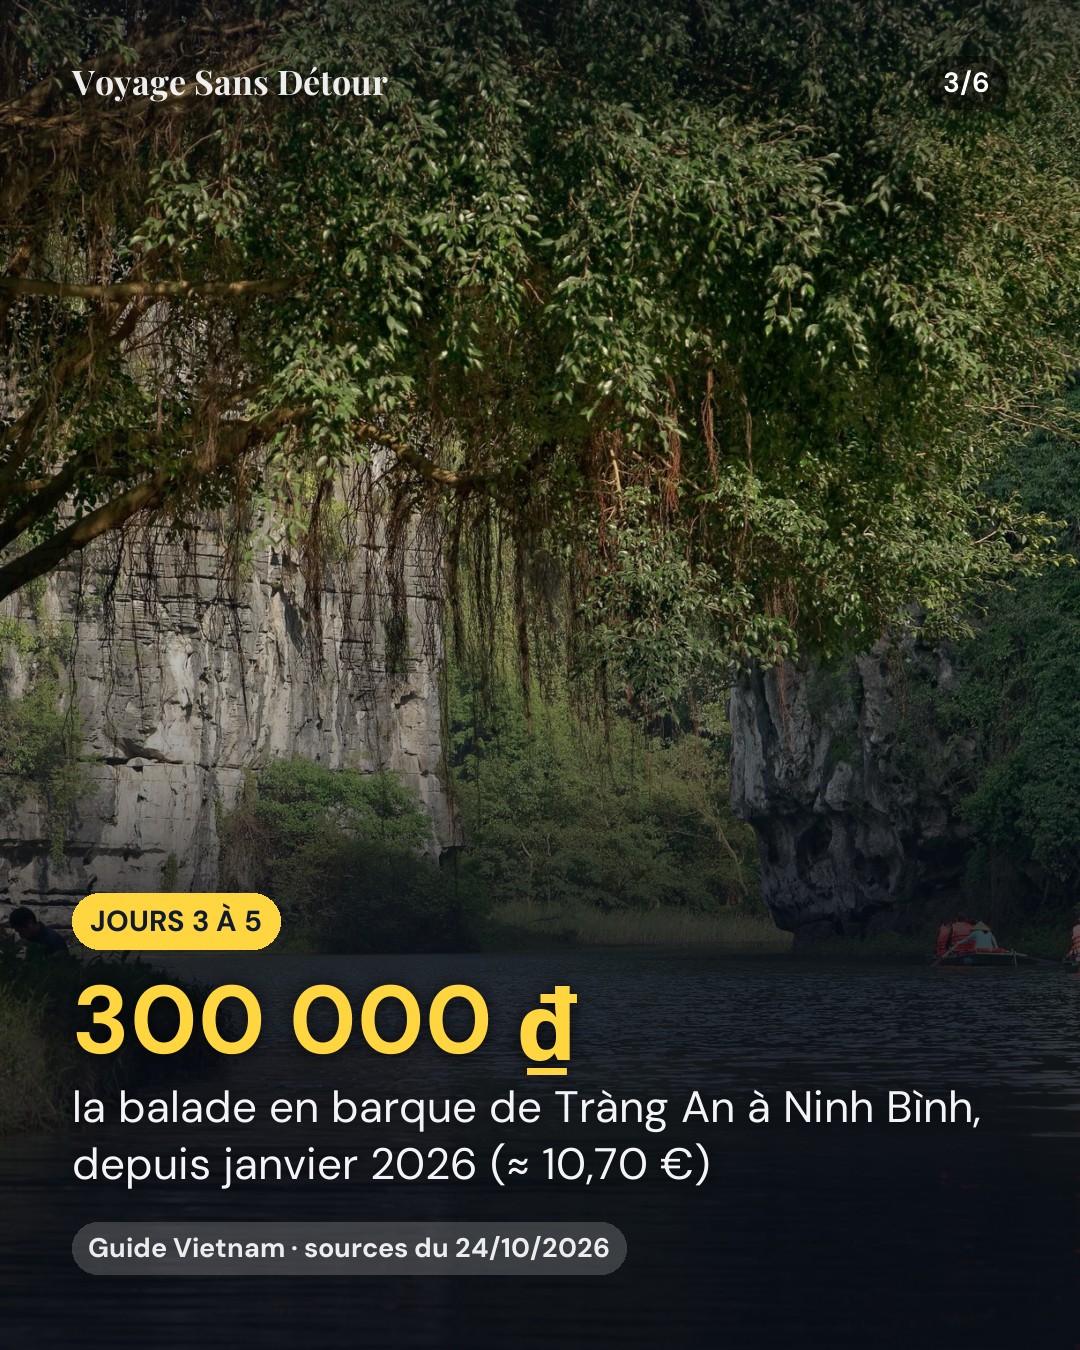 Voyage Sans Détour
3/6
JOURS 3 À 5
300 000 ₫
la balade en barque de Tràng An à Ninh Bình,
depuis janvier 2026 (≈ 10,70 €)
Guide Vietnam · sources du 24/10/2026